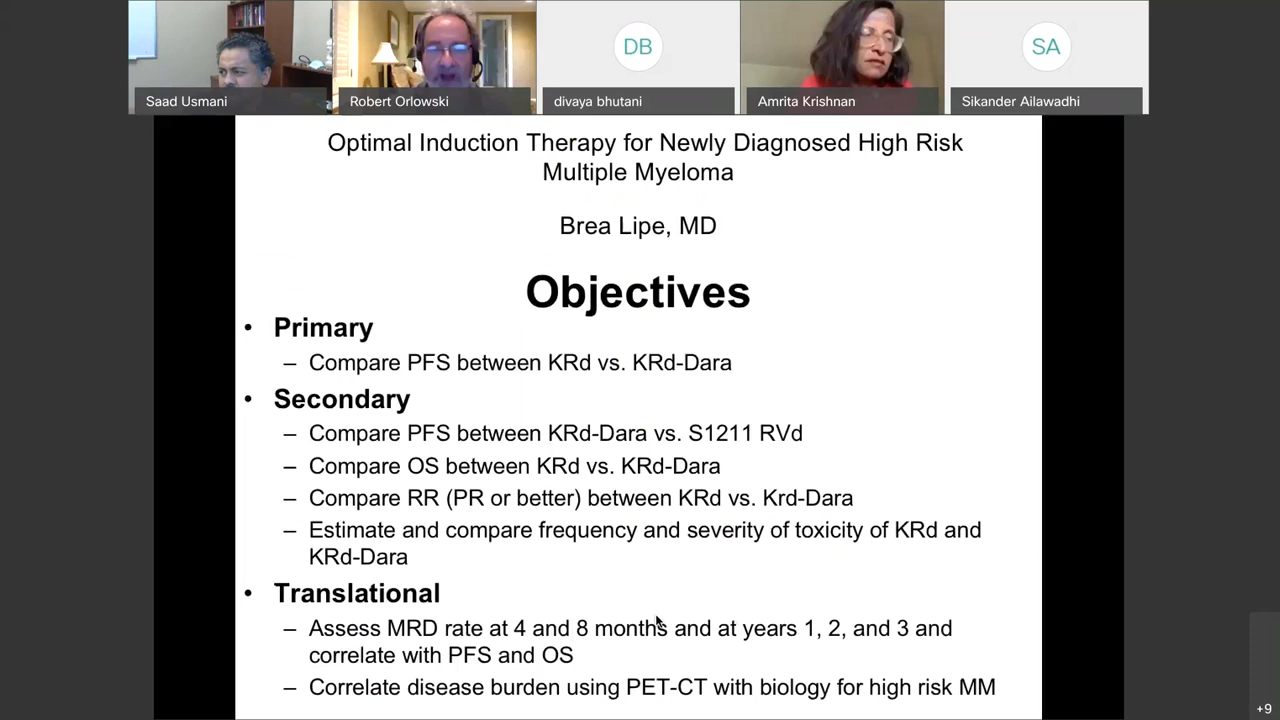 DB
SA
Saad Usmani
Robert Orlowski
divaya bhutani
Amrita Krishnan
Sikander Ailawadhi
Optimal Induction Therapy for Newly Diagnosed High Risk
Multiple Myeloma
Brea Lipe, MD
Objectives
• Primary
– Compare PFS between KRd vs. KRd-Dara
• Secondary
– Compare PFS between KRd-Dara vs. S1211 RVd
– Compare OS between KRd vs. KRd-Dara
– Compare RR (PR or better) between KRd vs. Krd-Dara
– Estimate and compare frequency and severity of toxicity of KRd and
KRd-Dara
• Translational
– Assess MRD rate at 4 and 8 months and at years 1, 2, and 3 and
correlate with PFS and OS
– Correlate disease burden using PET-CT with biology for high risk MM
+9